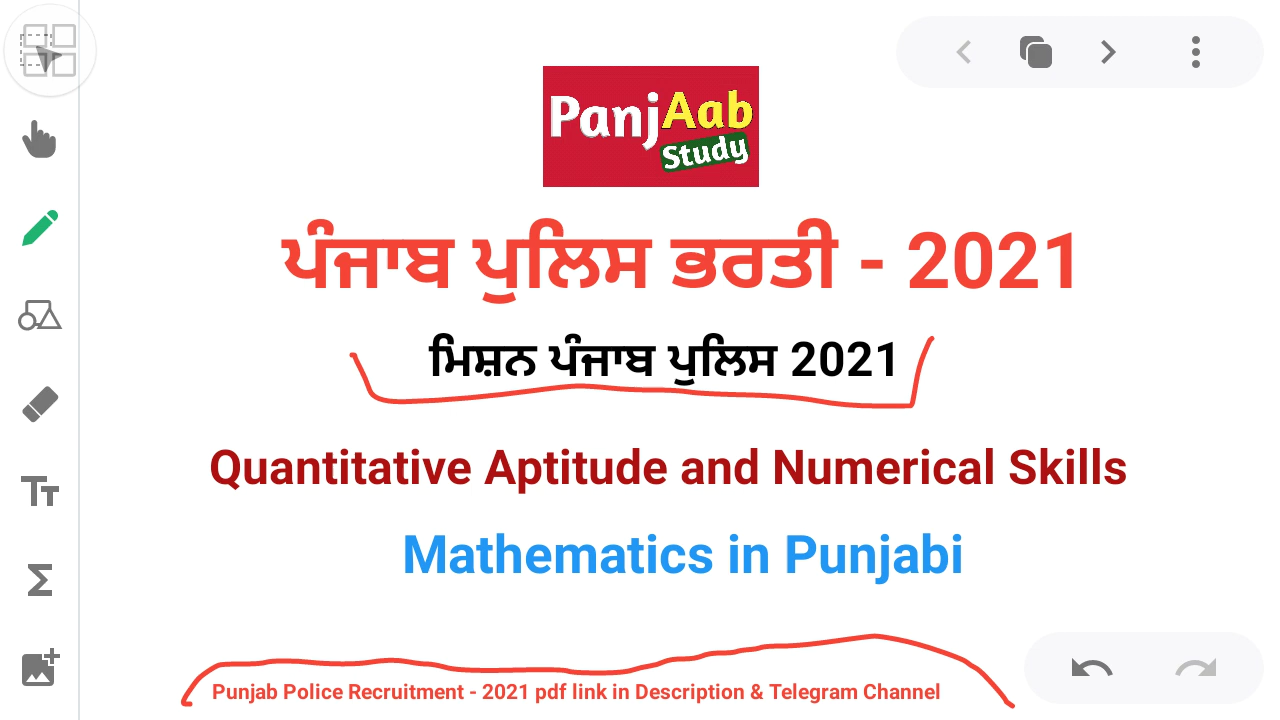 PanjAab
Study
ਪੰਜਾਬ ਪੁਲਿਸ ਭਰਤੀ - 2021
ਮਿਸ਼ਨ ਪੰਜਾਬ ਪੁਲਿਸ 2021
Quantitative Aptitude and Numerical Skills
Mathematics in Punjabi
Punjab Police Recruitment - 2021 pdf link in Description & Telegram Channel